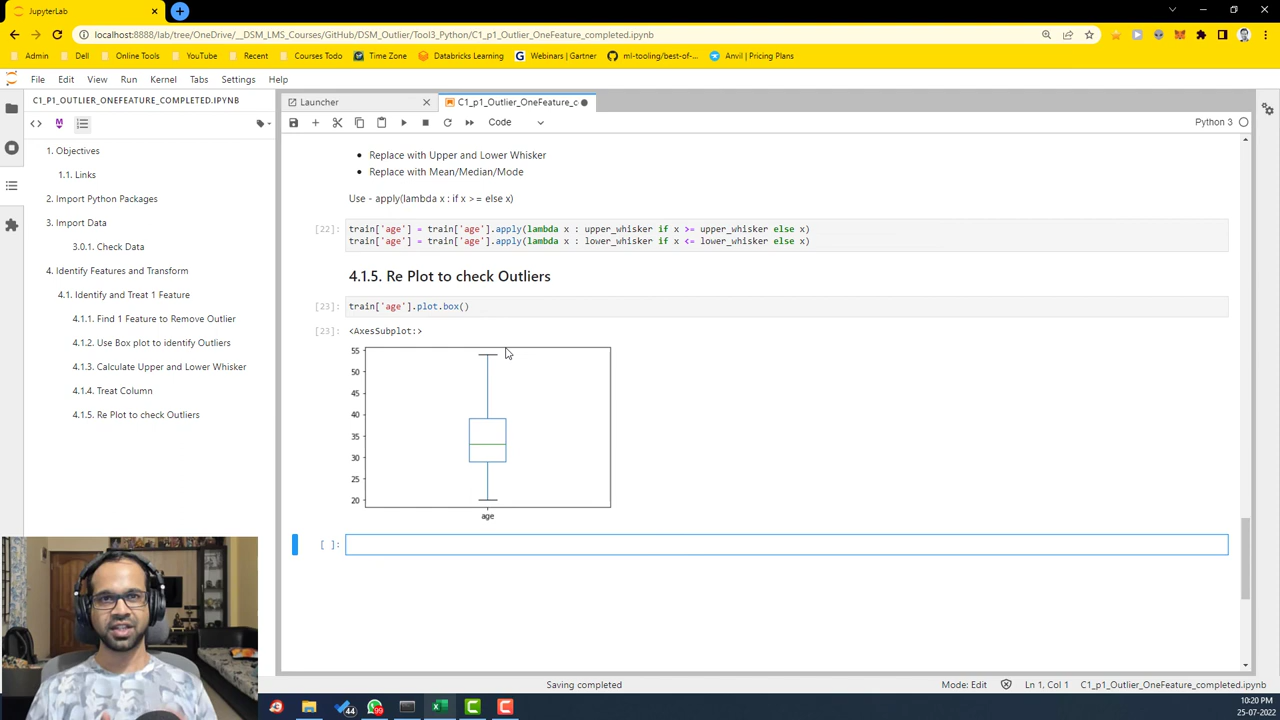 JupyterLab
localhost:8888/lab/tree/OneDrive/__DSM_LMS_Courses/GitHub/DSM_Outlier/Tool3_Python/C1_p1_Outlier_OneFeature_completed.ipynb
Admin Dell Online Tools YouTube Recent Courses Todo Time Zone Databricks Learning Webinars | Gartner ml-tooling/best-of-... Anvil | Pricing Plans
File Edit View Run Kernel Tabs Settings Help
C1_P1_OUTLIER_ONEFEATURE_COMPLETED.IPYNB
1. Objectives
1.1. Links
2. Import Python Packages
3. Import Data
3.0.1. Check Data
4. Identify Features and Transform
4.1. Identify and Treat 1 Feature
4.1.1. Find 1 Feature to Remove Outlier
4.1.2. Use Box plot to identify Outliers
4.1.3. Calculate Upper and Lower Whisker
4.1.4. Treat Column
4.1.5. Re Plot to check Outliers
Launcher
C1_p1_Outlier_OneFeature_c
Code
Python 3
• Replace with Upper and Lower Whisker
• Replace with Mean/Median/Mode
Use - apply(lambda x : if x >= else x)
[22]:
train['age'] = train['age'].apply(lambda x : upper_whisker if x >= upper_whisker else x)
train['age'] = train['age'].apply(lambda x : lower_whisker if x <= lower_whisker else x)
4.1.5. Re Plot to check Outliers
[23]: train['age'].plot.box()
[23]: <AxesSubplot:>
55
50
45
40
35
30
25
20
age
[ ]:
Saving completed
Mode: Edit
Ln 1, Col 1
C1_p1_Outlier_OneFeature_completed.ipynb
44
99
10:20 PM
25-07-2022